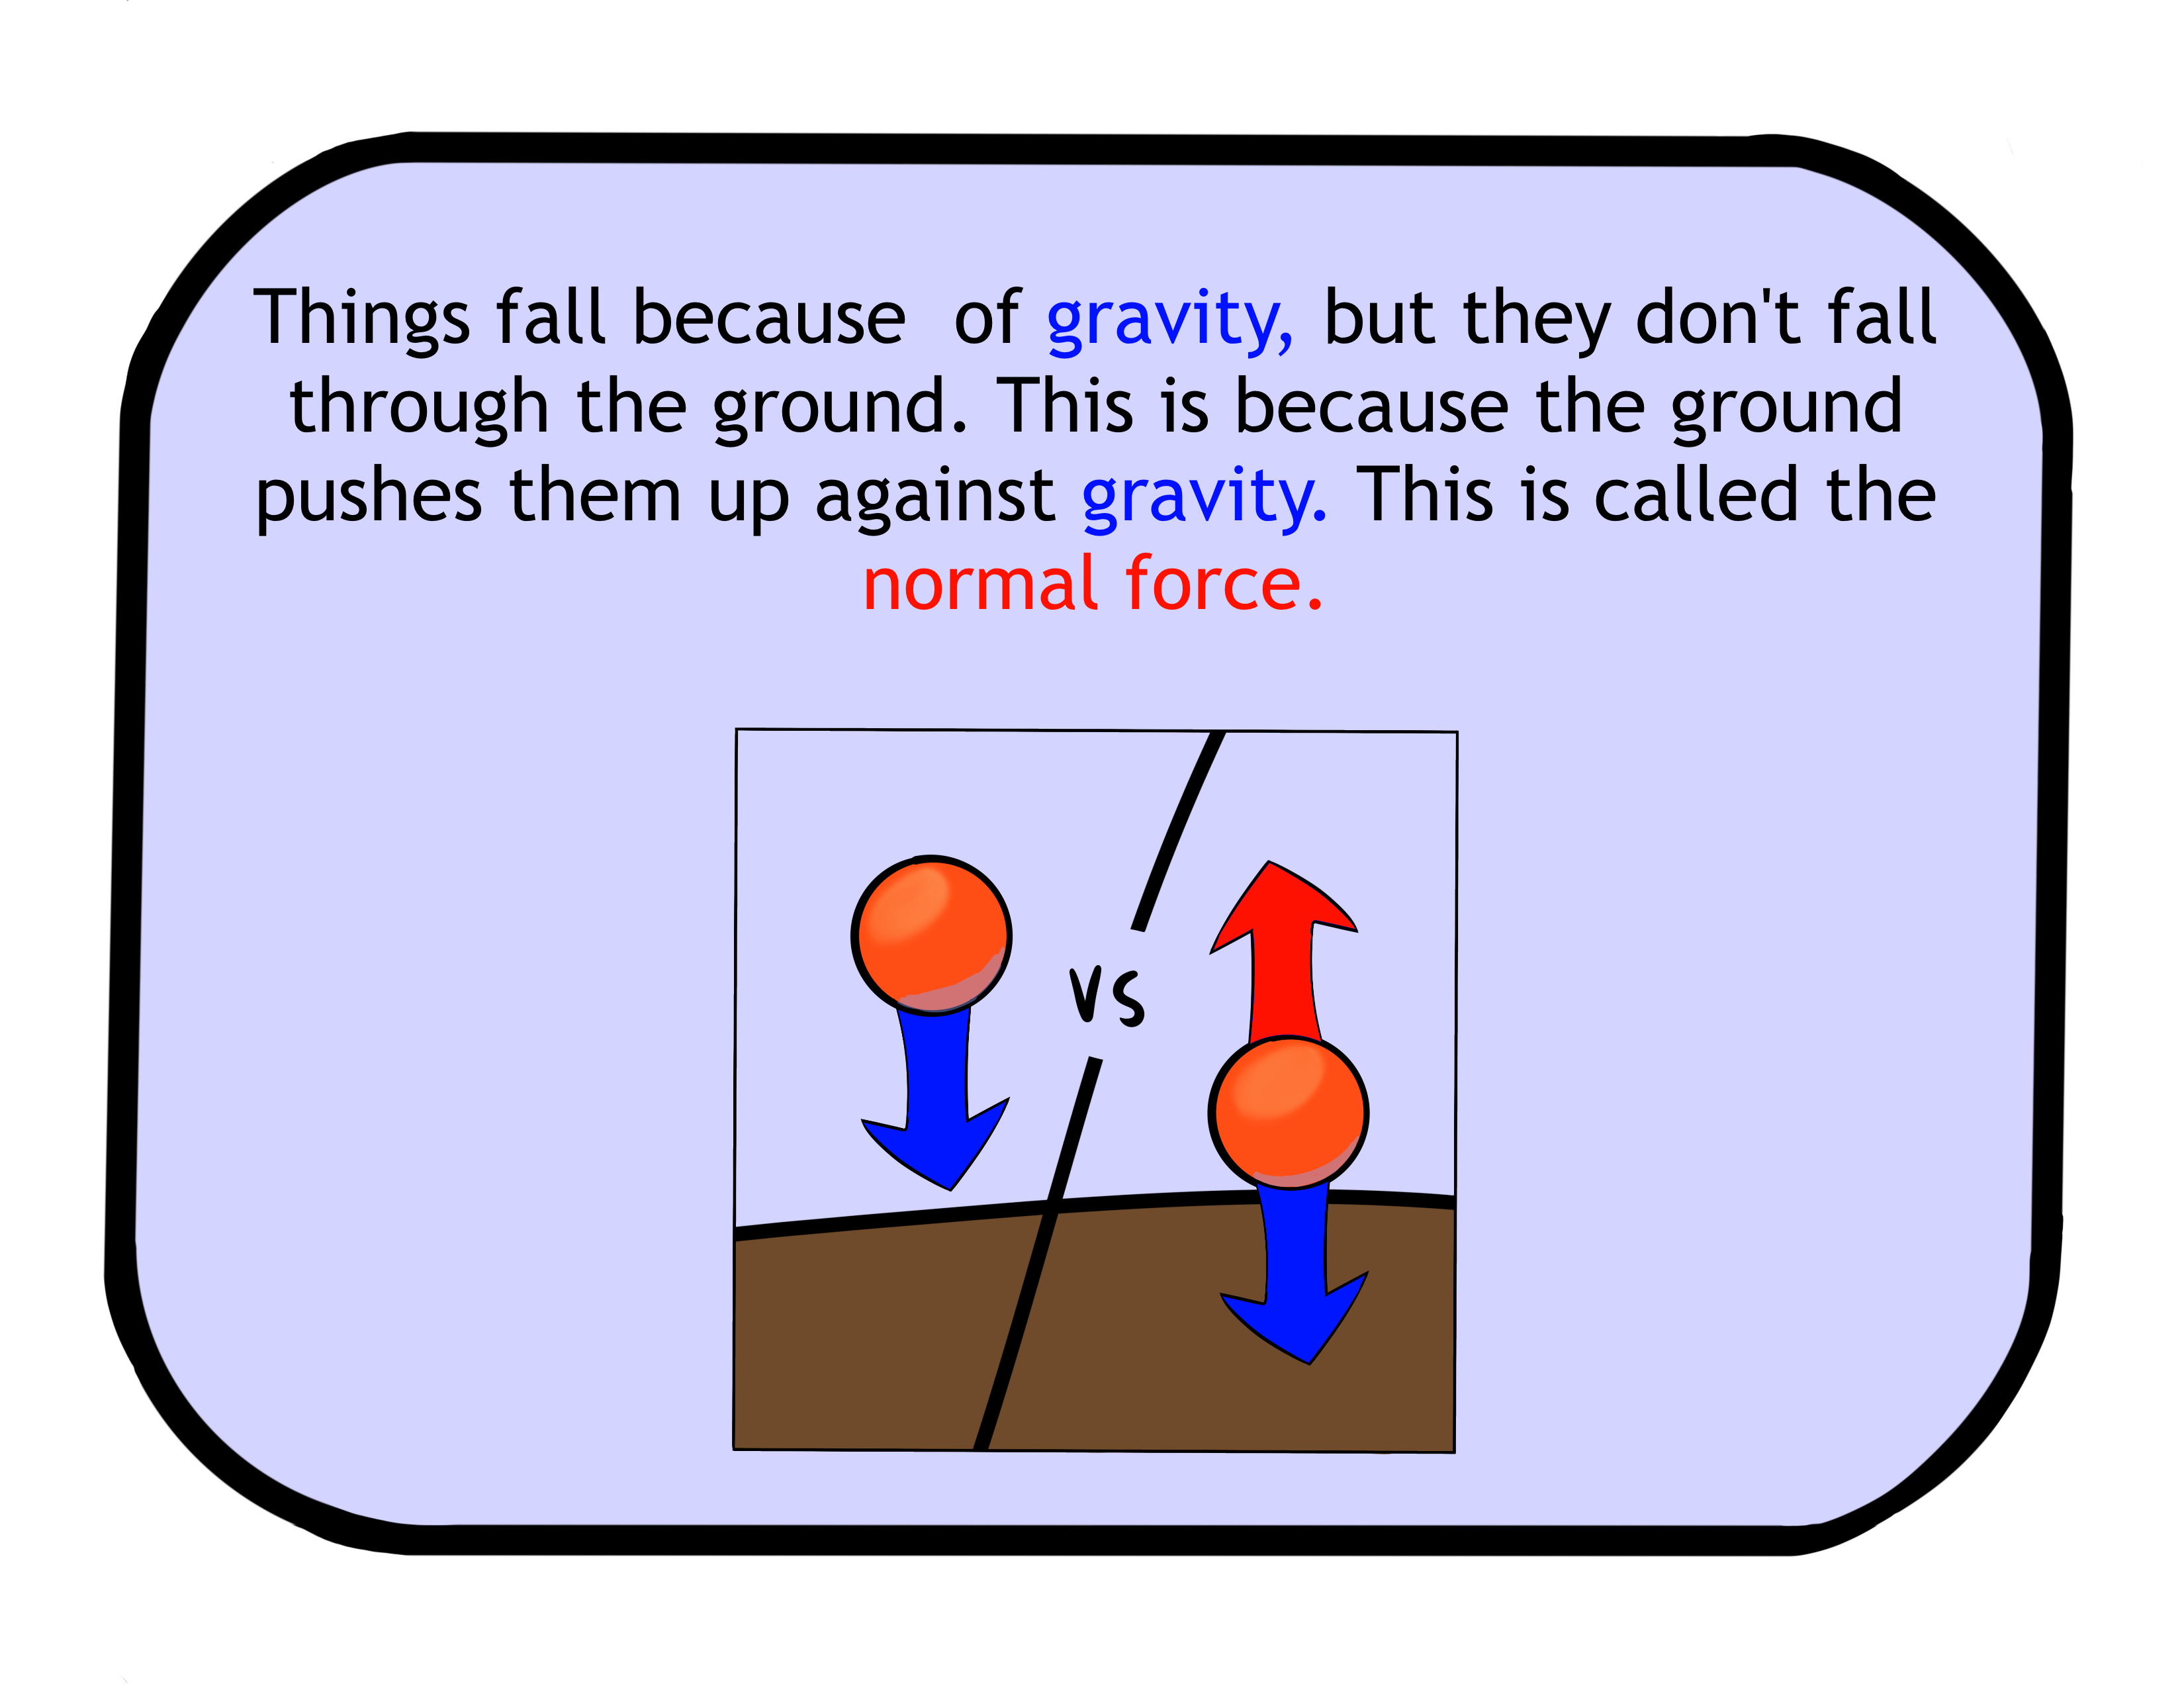 Things fall because of gravity, but they don't fall
through the ground. This is because the ground
pushes them up against gravity. This is called the
normal force.
vs